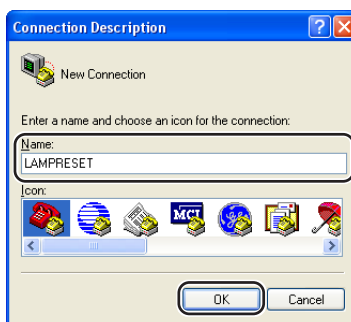 Connection Description
New Connection
Enter a name and choose an icon for the connection:
Name:
LAMPRESET
Icon:
MCI
OK Cancel